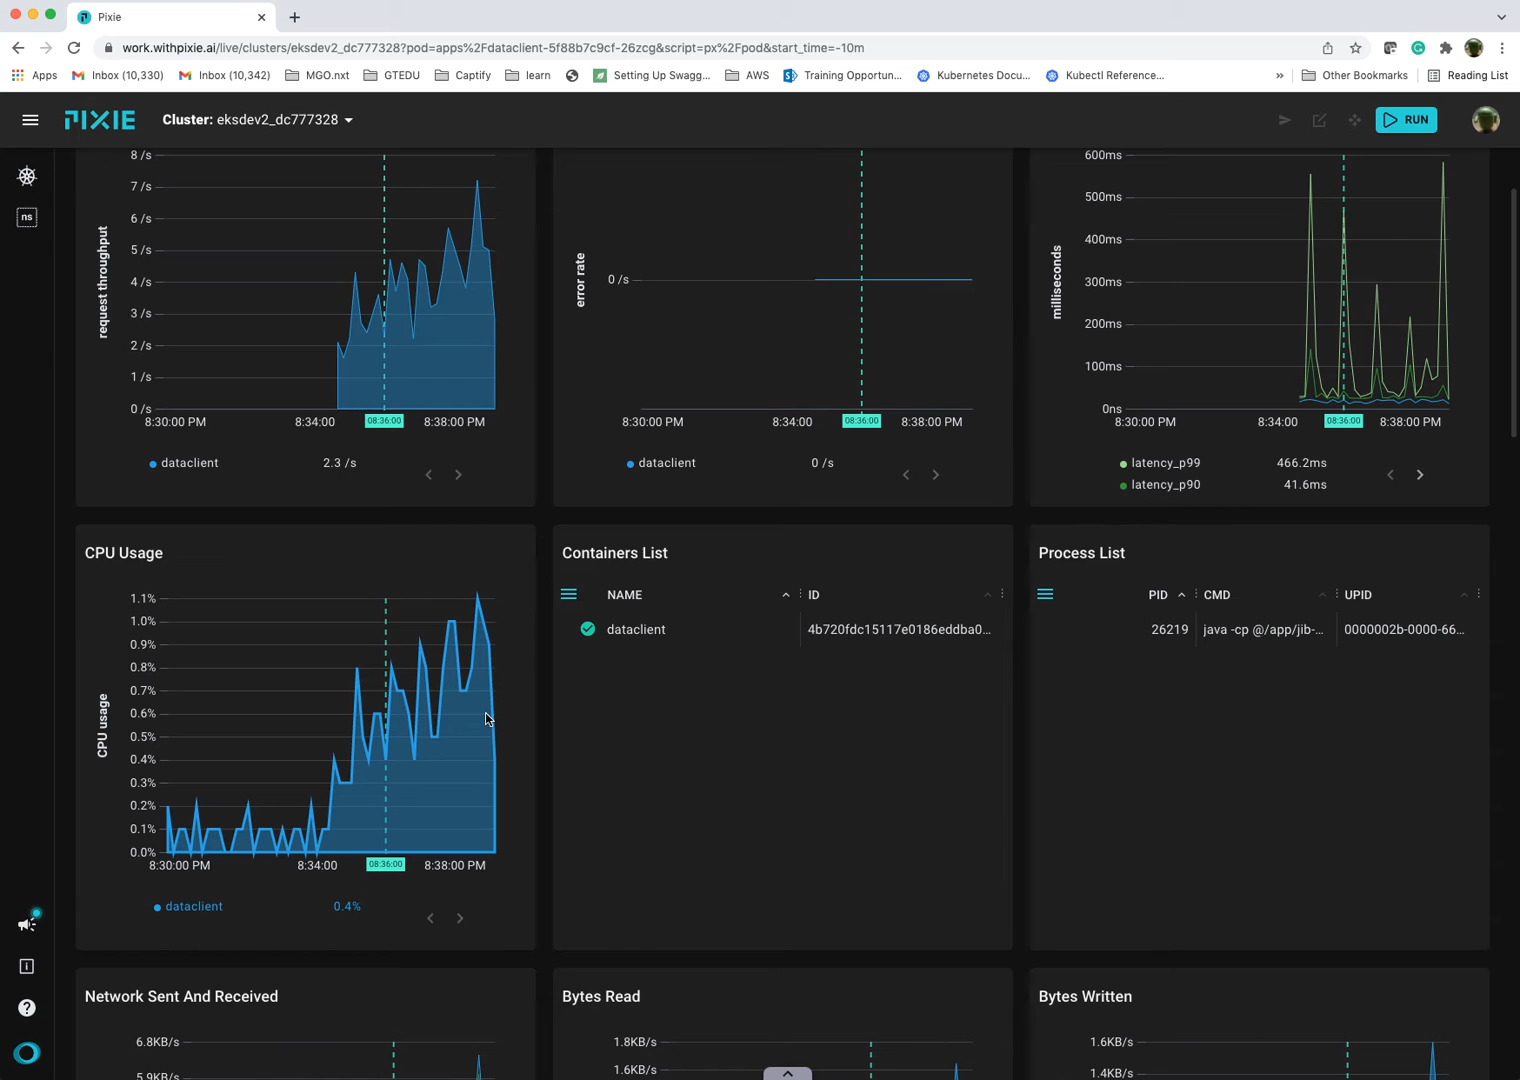 Pixie
work.withpixie.ai/live/clusters/eksdev2_dc777328?pod=apps%2Fdataclient-5f88b7c9cf-26zcg&script=px%2Fpod&start_time=-10m
Apps
Inbox (10,330)
Inbox (10,342)
MGO.nxt
GTEDU
Captify
learn
Setting Up Swagg...
AWS
Training Opportun...
Kubernetes Docu...
Kubectl Reference...
»
Other Bookmarks
Reading List
PIXIE
Cluster: eksdev2_dc777328
RUN
ns
request throughput
8 /s
7 /s
6 /s
5 /s
4 /s
3 /s
2 /s
1 /s
0 /s
8:30:00 PM
8:34:00
08:36:00
8:38:00 PM
dataclient
2.3 /s
error rate
0 /s
8:30:00 PM
8:34:00
08:36:00
8:38:00 PM
dataclient
0 /s
milliseconds
600ms
500ms
400ms
300ms
200ms
100ms
0ns
8:30:00 PM
8:34:00
08:36:00
8:38:00 PM
latency_p99
466.2ms
latency_p90
41.6ms
CPU Usage
CPU usage
1.1%
1.0%
0.9%
0.8%
0.7%
0.6%
0.5%
0.4%
0.3%
0.2%
0.1%
0.0%
8:30:00 PM
8:34:00
08:36:00
8:38:00 PM
dataclient
0.4%
Containers List
NAME
ID
dataclient
4b720fdc15117e0186eddba0...
Process List
PID
CMD
UPID
26219
java -cp @/app/jib-...
0000002b-0000-66...
Network Sent And Received
6.8KB/s
5.9KB/s
Bytes Read
1.8KB/s
1.6KB/s
Bytes Written
1.6KB/s
1.4KB/s